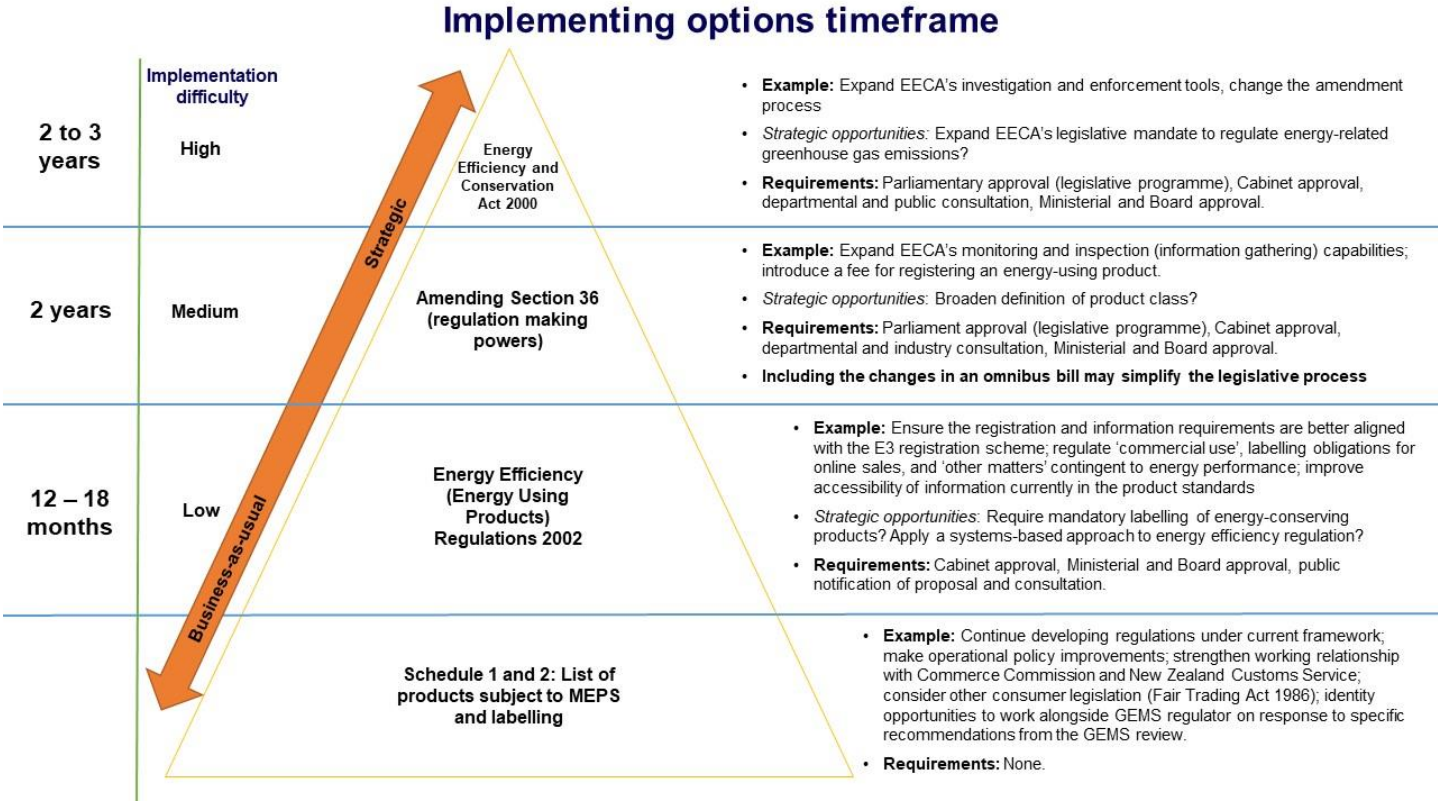 Implementing options timeframe
Implementation
difficulty
2 to 3
years
High
Energy
Efficiency and
Conservation
Act 2000
Strategic
• Example: Expand EECA’s investigation and enforcement tools, change the amendment
process
• Strategic opportunities: Expand EECA’s legislative mandate to regulate energy-related
greenhouse gas emissions?
• Requirements: Parliamentary approval (legislative programme), Cabinet approval,
departmental and public consultation, Ministerial and Board approval.
2 years
Medium
Amending Section 36
(regulation making
powers)
• Example: Expand EECA’s monitoring and inspection (information gathering) capabilities;
introduce a fee for registering an energy-using product.
• Strategic opportunities: Broaden definition of product class?
• Requirements: Parliament approval (legislative programme), Cabinet approval,
departmental and industry consultation, Ministerial and Board approval.
• Including the changes in an omnibus bill may simplify the legislative process
12 – 18
months
Low
Business-as-usual
Energy Efficiency
(Energy Using
Products)
Regulations 2002
• Example: Ensure the registration and information requirements are better aligned
with the E3 registration scheme; regulate ‘commercial use’, labelling obligations for
online sales, and ‘other matters’ contingent to energy performance; improve
accessibility of information currently in the product standards
• Strategic opportunities: Require mandatory labelling of energy-conserving
products? Apply a systems-based approach to energy efficiency regulation?
• Requirements: Cabinet approval, Ministerial and Board approval, public
notification of proposal and consultation.
Schedule 1 and 2: List of
products subject to MEPS
and labelling
• Example: Continue developing regulations under current framework;
make operational policy improvements; strengthen working relationship
with Commerce Commission and New Zealand Customs Service;
consider other consumer legislation (Fair Trading Act 1986); identity
opportunities to work alongside GEMS regulator on response to specific
recommendations from the GEMS review.
• Requirements: None.